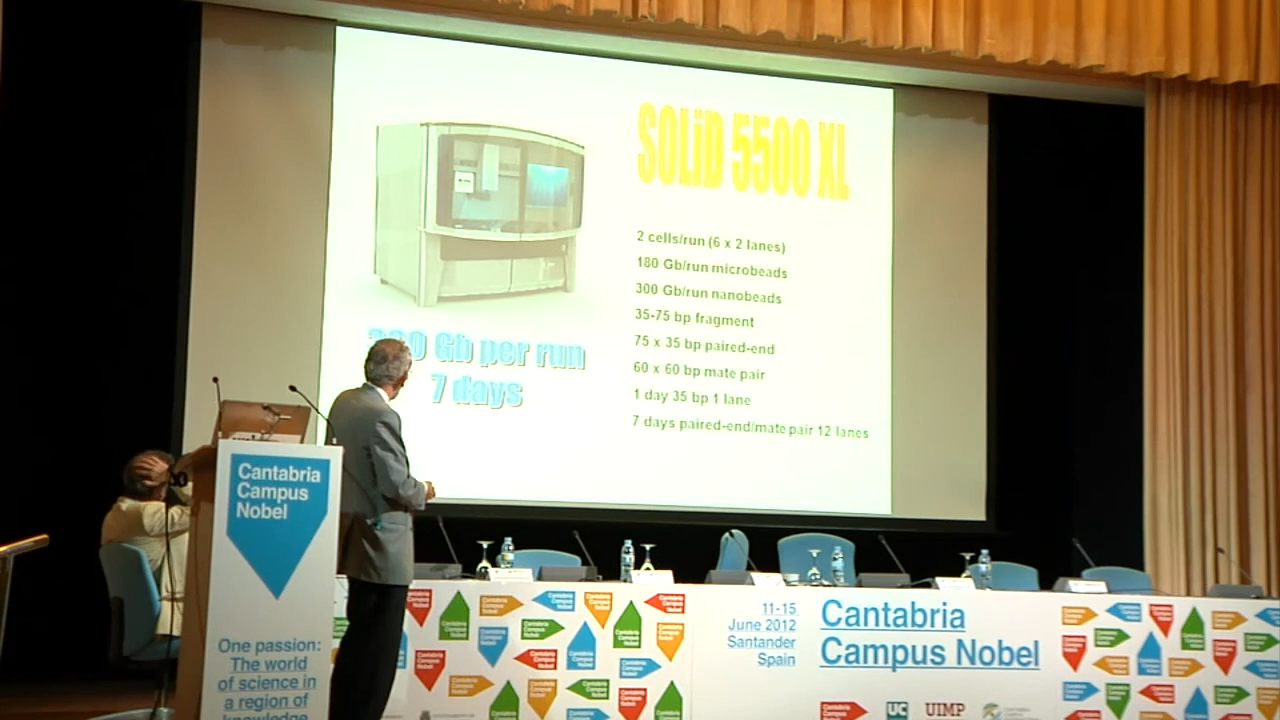 SOLiD 5500 XL
2 cells/run (6 x 2 lanes)
180 Gb/run microbeads
300 Gb/run nanobeads
35-75 bp fragment
75 x 35 bp paired-end
60 x 60 bp mate pair
1 day 35 bp 1 lane
7 days paired-end/mate pair 12 lanes
Gb per run
7 days
Cantabria
Campus
Nobel
One passion:
The world
of science in
a region of
knowledge
11-15
June 2012
Santander
Spain
Cantabria
Campus Nobel
UC
UIMP